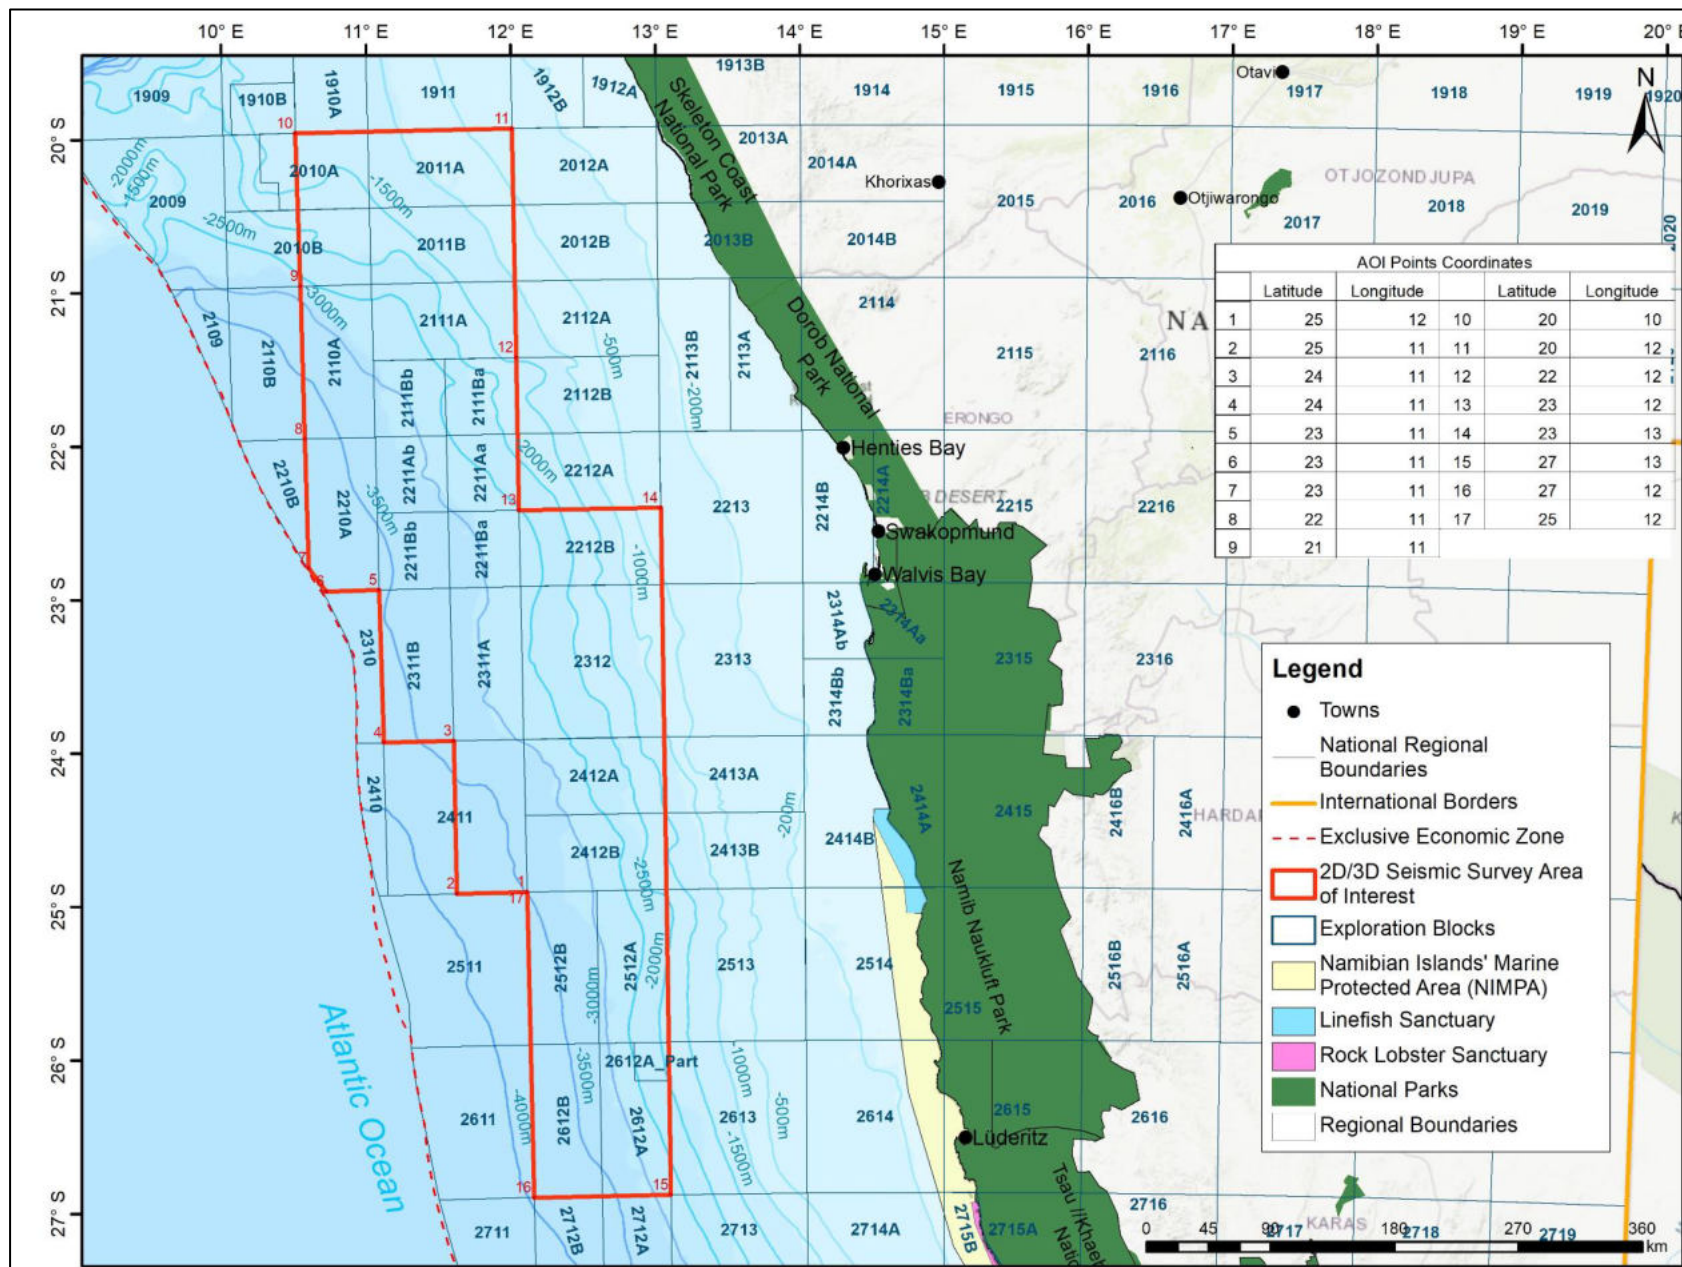 10° E
11° E
12° E
13° E
14° E
15° E
16° E
17° E
18° E
19° E
20° E
20° S
21° S
22° S
23° S
24° S
25° S
26° S
27° S
N
1909
1910B
1910A
1911
1912B
1912A
1913B
1914
1915
1916
1917
1918
1919
1920
Otavi
Skeleton Coast
National Park
10
11
-2000m
-1500m
2009
2010A
2011A
-1500m
2012A
2013A
2014A
Khorixas
2015
2016
Otjiwarongo
OTJOZONDJUPA
2017
2018
2019
2020
-2500m
2010B
2011B
2012B
2013B
2014B
9
-3000m
2109
2110B
2110A
2111A
2112A
-500m
2113B
2113A
-200m
2114
2115
2116
Dorob National
Park
ERONGO
NA
12
2111Bb
2111Ba
2112B
8
2210B
2210A
-3500m
2211Ab
2211Aa
2000m
2212A
2213
2214B
2214A
Henties Bay
B DESERT
2215
2216
13
14
2211Bb
2211Ba
2212B
-1000m
Swakopmund
Walvis Bay
7
6
5
2310
2311B
2311A
2312
2313
2314Ab
2314Aa
2314Bb
2314Ba
2315
2316
4
3
2410
2411
2412A
2413A
-200m
2414B
2414A
2415
2416B
2416A
HARDAP
2412B
2413B
-2500m
2
1
17
2511
2512B
2512A
-2000m
-3000m
2513
2514
2515
2516B
2516A
Namib Naukluft Park
Atlantic Ocean
2612A_Part
2611
-4000m
2612B
-3500m
2612A
2613
-1000m
-500m
-1500m
2614
2615
2616
Lüderitz
16
15
2711
2712B
2712A
2713
2714A
2715B
2715A
Tsau //Khaeb
2716
2717
2718
2719
KARAS
AOI Points Coordinates
Latitude Longitude Latitude Longitude
1 25 12 10 20 10
2 25 11 11 20 12
3 24 11 12 22 12
4 24 11 13 23 12
5 23 11 14 23 13
6 23 11 15 27 13
7 23 11 16 27 12
8 22 11 17 25 12
9 21 11
Legend
Towns
National Regional
Boundaries
International Borders
Exclusive Economic Zone
2D/3D Seismic Survey Area
of Interest
Exploration Blocks
Namibian Islands' Marine
Protected Area (NIMPA)
Linefish Sanctuary
Rock Lobster Sanctuary
National Parks
Regional Boundaries
0 45 90 180 270 360
km